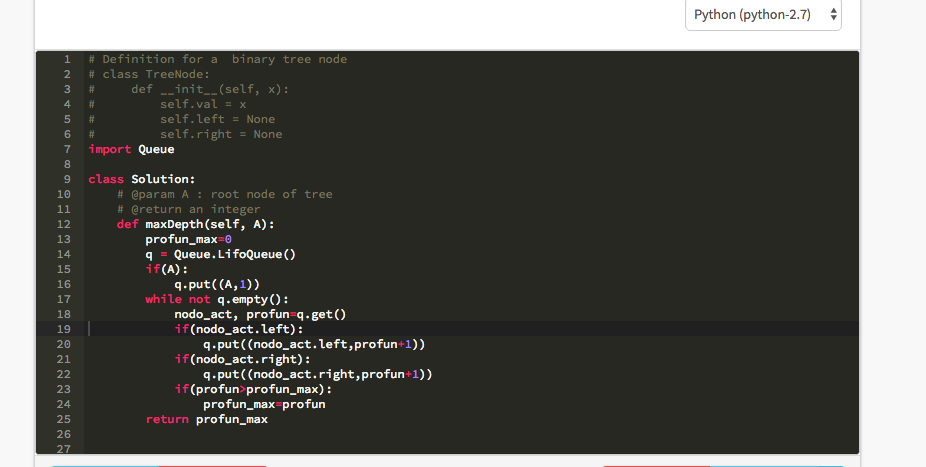 Python (python-2.7)
1 # Definition for a  binary tree node
2 # class TreeNode:
3 #     def __init__(self, x):
4 #         self.val = x
5 #         self.left = None
6 #         self.right = None
7 import Queue
8
9 class Solution:
10     # @param A : root node of tree
11     # @return an integer
12     def maxDepth(self, A):
13         profun_max=0
14         q = Queue.LifoQueue()
15         if(A):
16             q.put((A,1))
17         while not q.empty():
18             nodo_act, profun=q.get()
19             if(nodo_act.left):
20                 q.put((nodo_act.left,profun+1))
21             if(nodo_act.right):
22                 q.put((nodo_act.right,profun+1))
23             if(profun>profun_max):
24                 profun_max=profun
25         return profun_max
26
27